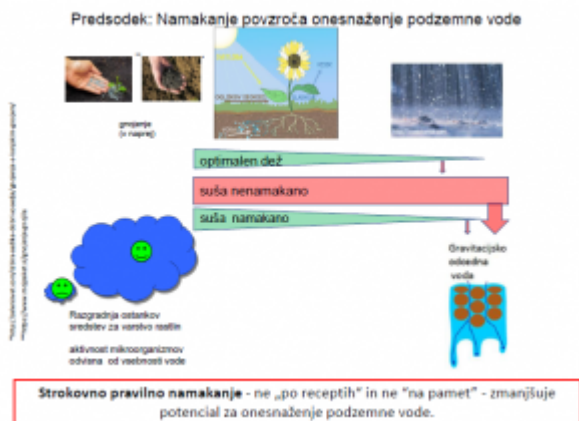 Predsodek: Namakanje povzroča onesnaženje podzemne vode
gnojenje
(v naprej)
optimalen dež
suša nenamakano
suša namakano
Gravitacijsko
odcedna
voda
Razgradnja ostankov
sredstev za varstvo rastlin
aktivnost mikroorganizmov
odvisna od vsebnosti vode
Strokovno pravilno namakanje - ne „po receptih" in ne "na pamet" - zmanjšuje
potencial za onesnaženje podzemne vode.